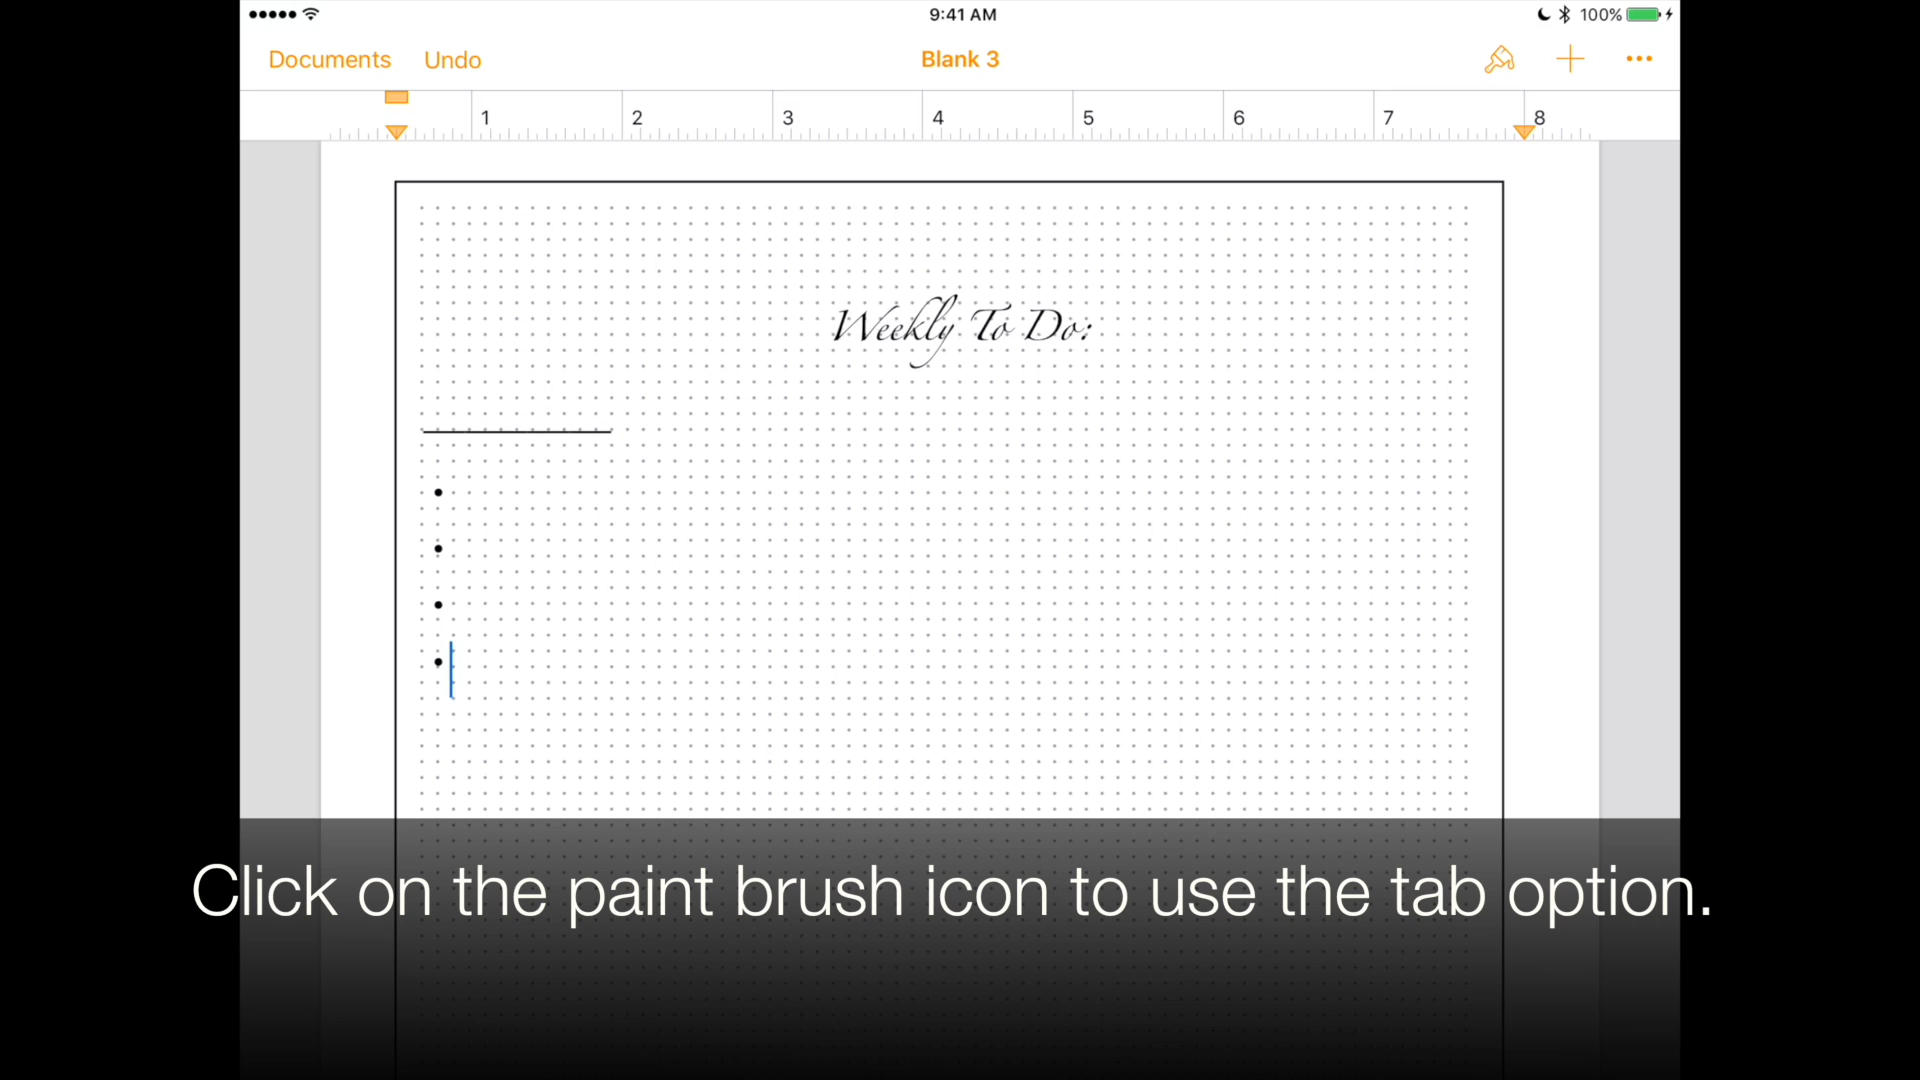 9:41 AM
100%
Documents Undo Blank 3
1 2 3 4 5 6 7 8
Weekly To Do:
Click on the paint brush icon to use the tab option.